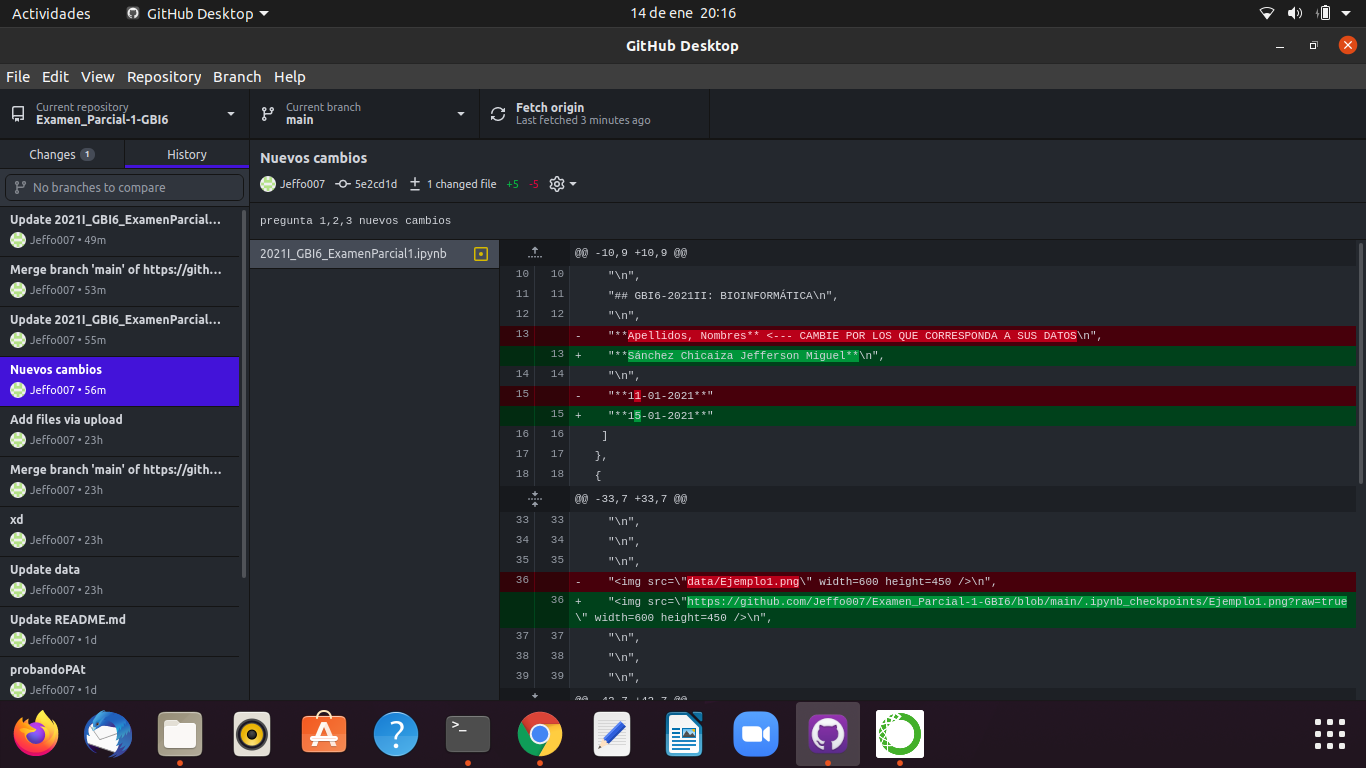 Actividades
GitHub Desktop
14 de ene 20:16
GitHub Desktop
File Edit View Repository Branch Help
Current repository
Examen_Parcial-1-GBI6
Current branch
main
Fetch origin
Last fetched 3 minutes ago
Changes 1
History
No branches to compare
Update 2021I_GBI6_ExamenParcial...
Jeffo007 • 49m
Merge branch 'main' of https://gith...
Jeffo007 • 53m
Update 2021I_GBI6_ExamenParcial...
Jeffo007 • 55m
Nuevos cambios
Jeffo007 • 56m
Add files via upload
Jeffo007 • 23h
Merge branch 'main' of https://gith...
Jeffo007 • 23h
xd
Jeffo007 • 23h
Update data
Jeffo007 • 23h
Update README.md
Jeffo007 • 1d
probandoPAt
Jeffo007 • 1d
Nuevos cambios
Jeffo007 5e2cd1d 1 changed file +5 -5
pregunta 1,2,3 nuevos cambios
2021I_GBI6_ExamenParcial1.ipynb
@@ -10,9 +10,9 @@
10 10 "\n",
11 11 "## GBI6-2021II: BIOINFORMÁTICA\n",
12 12 "\n",
13 - "**Apellidos, Nombres** <--- CAMBIE POR LOS QUE CORRESPONDA A SUS DATOS\n",
13 + "**Sánchez Chicaiza Jefferson Miguel**\n",
14 14 "\n",
15 - "**11-01-2021**"
15 + "**15-01-2021**"
16 16 ]
17 17 },
18 18 {
@@ -33,7 +33,7 @@
33 33 "\n",
34 34 "\n",
35 35 "\n",
36 - "<img src=\"data/Ejemplo1.png\" width=600 height=450 />\n",
36 + "<img src=\"https://github.com/Jeffo007/Examen_Parcial-1-GBI6/blob/main/.ipynb_checkpoints/Ejemplo1.png?raw=true
\" width=600 height=450 />\n",
37 37 "\n",
38 38 "\n",
39 39 "\n",